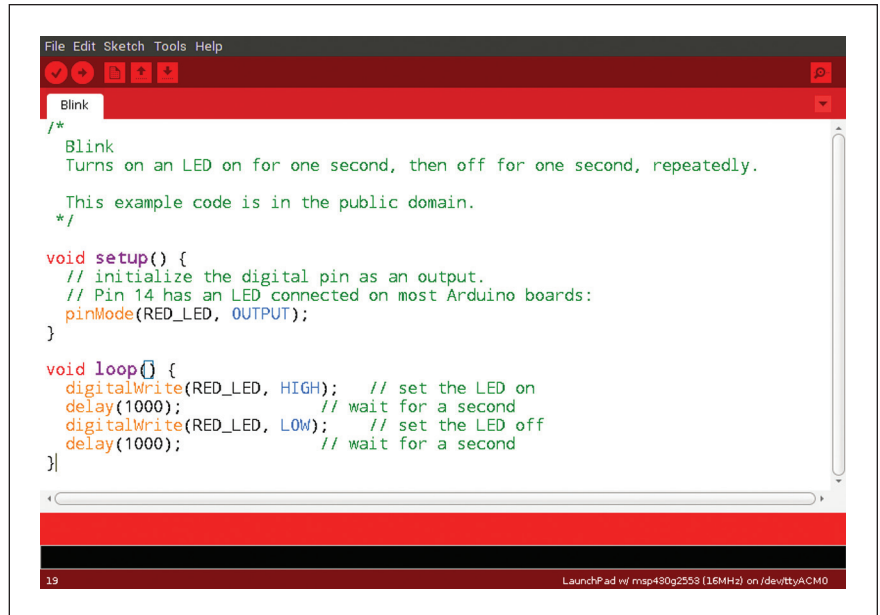 File Edit Sketch Tools Help
Blink
/*
  Blink
  Turns on an LED on for one second, then off for one second, repeatedly.

  This example code is in the public domain.
 */

void setup() {
  // initialize the digital pin as an output.
  // Pin 14 has an LED connected on most Arduino boards:
  pinMode(RED_LED, OUTPUT);
}

void loop() {
  digitalWrite(RED_LED, HIGH);   // set the LED on
  delay(1000);              // wait for a second
  digitalWrite(RED_LED, LOW);    // set the LED off
  delay(1000);              // wait for a second
}
19
LaunchPad w/ msp430g2553 (16MHz) on /dev/ttyACM0